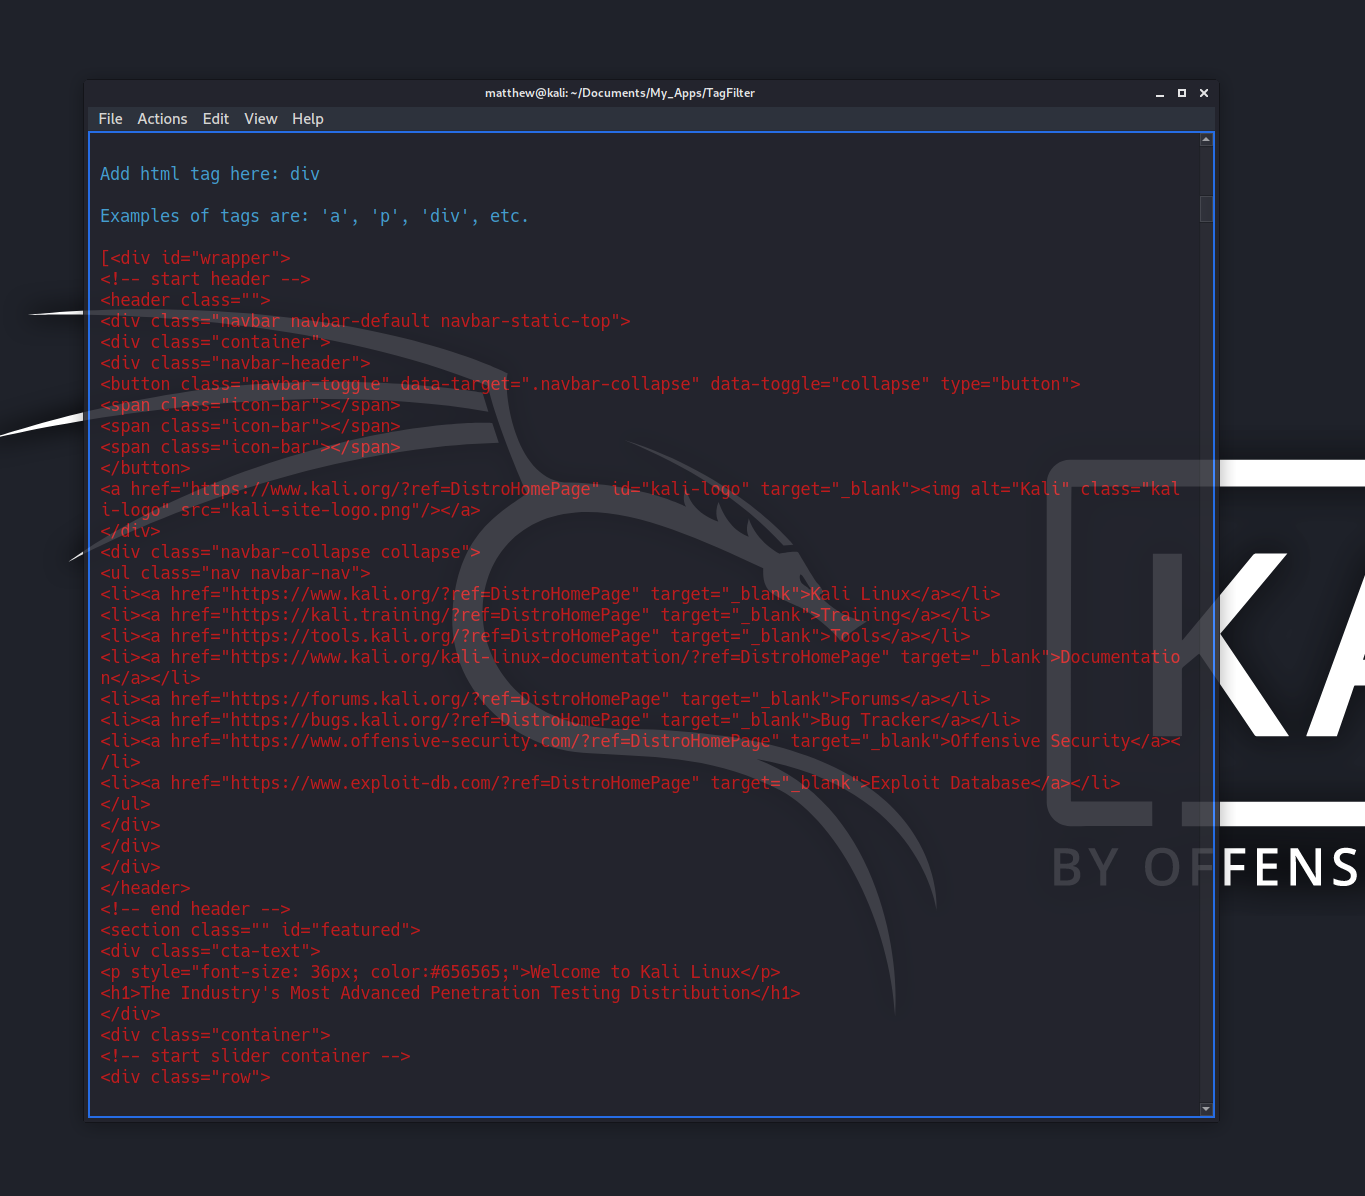 matthew@kali: ~/Documents/My_Apps/TagFilter
File Actions Edit View Help
Add html tag here: div
Examples of tags are: 'a', 'p', 'div', etc.
[<div id="wrapper">
<!-- start header -->
<header class="">
<div class="navbar navbar-default navbar-static-top">
<div class="container">
<div class="navbar-header">
<button class="navbar-toggle" data-target=".navbar-collapse" data-toggle="collapse" type="button">
<span class="icon-bar"></span>
<span class="icon-bar"></span>
<span class="icon-bar"></span>
</button>
<a href="https://www.kali.org/?ref=DistroHomePage" id="kali-logo" target="_blank"><img alt="Kali" class="kal
i-logo" src="kali-site-logo.png"/></a>
</div>
<div class="navbar-collapse collapse">
<ul class="nav navbar-nav">
<li><a href="https://www.kali.org/?ref=DistroHomePage" target="_blank">Kali Linux</a></li>
<li><a href="https://kali.training/?ref=DistroHomePage" target="_blank">Training</a></li>
<li><a href="https://tools.kali.org/?ref=DistroHomePage" target="_blank">Tools</a></li>
<li><a href="https://www.kali.org/kali-linux-documentation/?ref=DistroHomePage" target="_blank">Documentatio
n</a></li>
<li><a href="https://forums.kali.org/?ref=DistroHomePage" target="_blank">Forums</a></li>
<li><a href="https://bugs.kali.org/?ref=DistroHomePage" target="_blank">Bug Tracker</a></li>
<li><a href="https://www.offensive-security.com/?ref=DistroHomePage" target="_blank">Offensive Security</a><
/li>
<li><a href="https://www.exploit-db.com/?ref=DistroHomePage" target="_blank">Exploit Database</a></li>
</ul>
</div>
</div>
</div>
</header>
<!-- end header -->
<section class="" id="featured">
<div class="cta-text">
<p style="font-size: 36px; color:#656565;">Welcome to Kali Linux</p>
<h1>The Industry's Most Advanced Penetration Testing Distribution</h1>
</div>
<div class="container">
<!-- start slider container -->
<div class="row">
KA
BY OFFENS